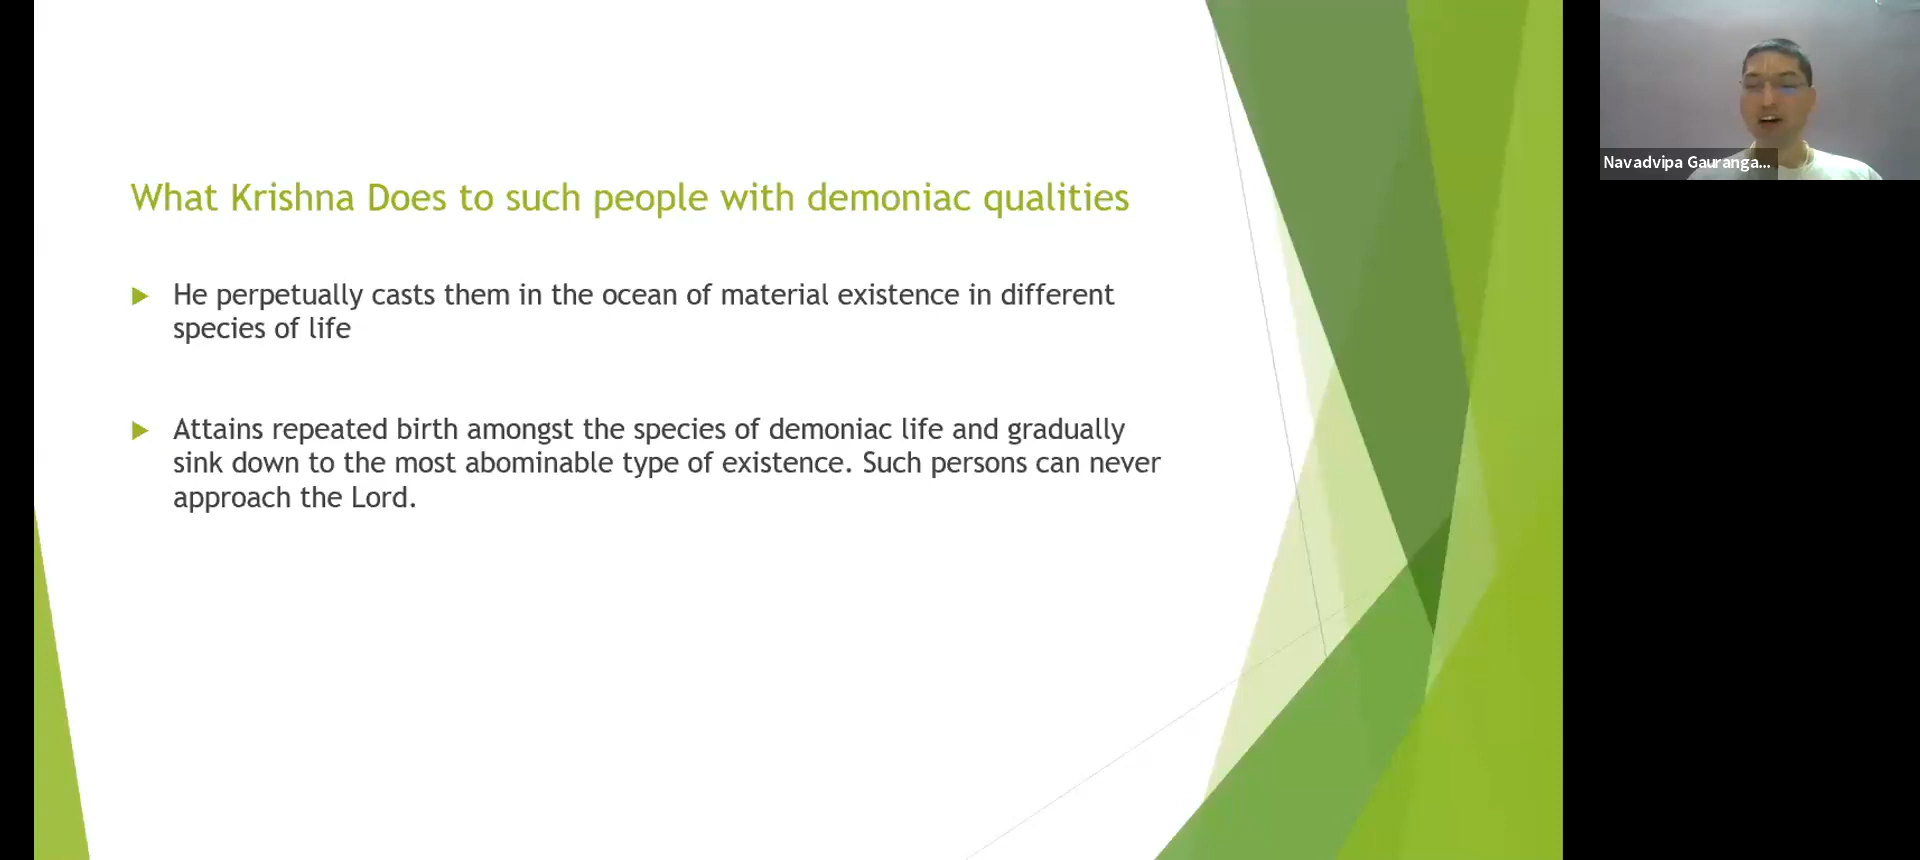 What Krishna Does to such people with demoniac qualities
He perpetually casts them in the ocean of material existence in different
species of life
Attains repeated birth amongst the species of demoniac life and gradually
sink down to the most abominable type of existence. Such persons can never
approach the Lord.
Navadvipa Gauranga...